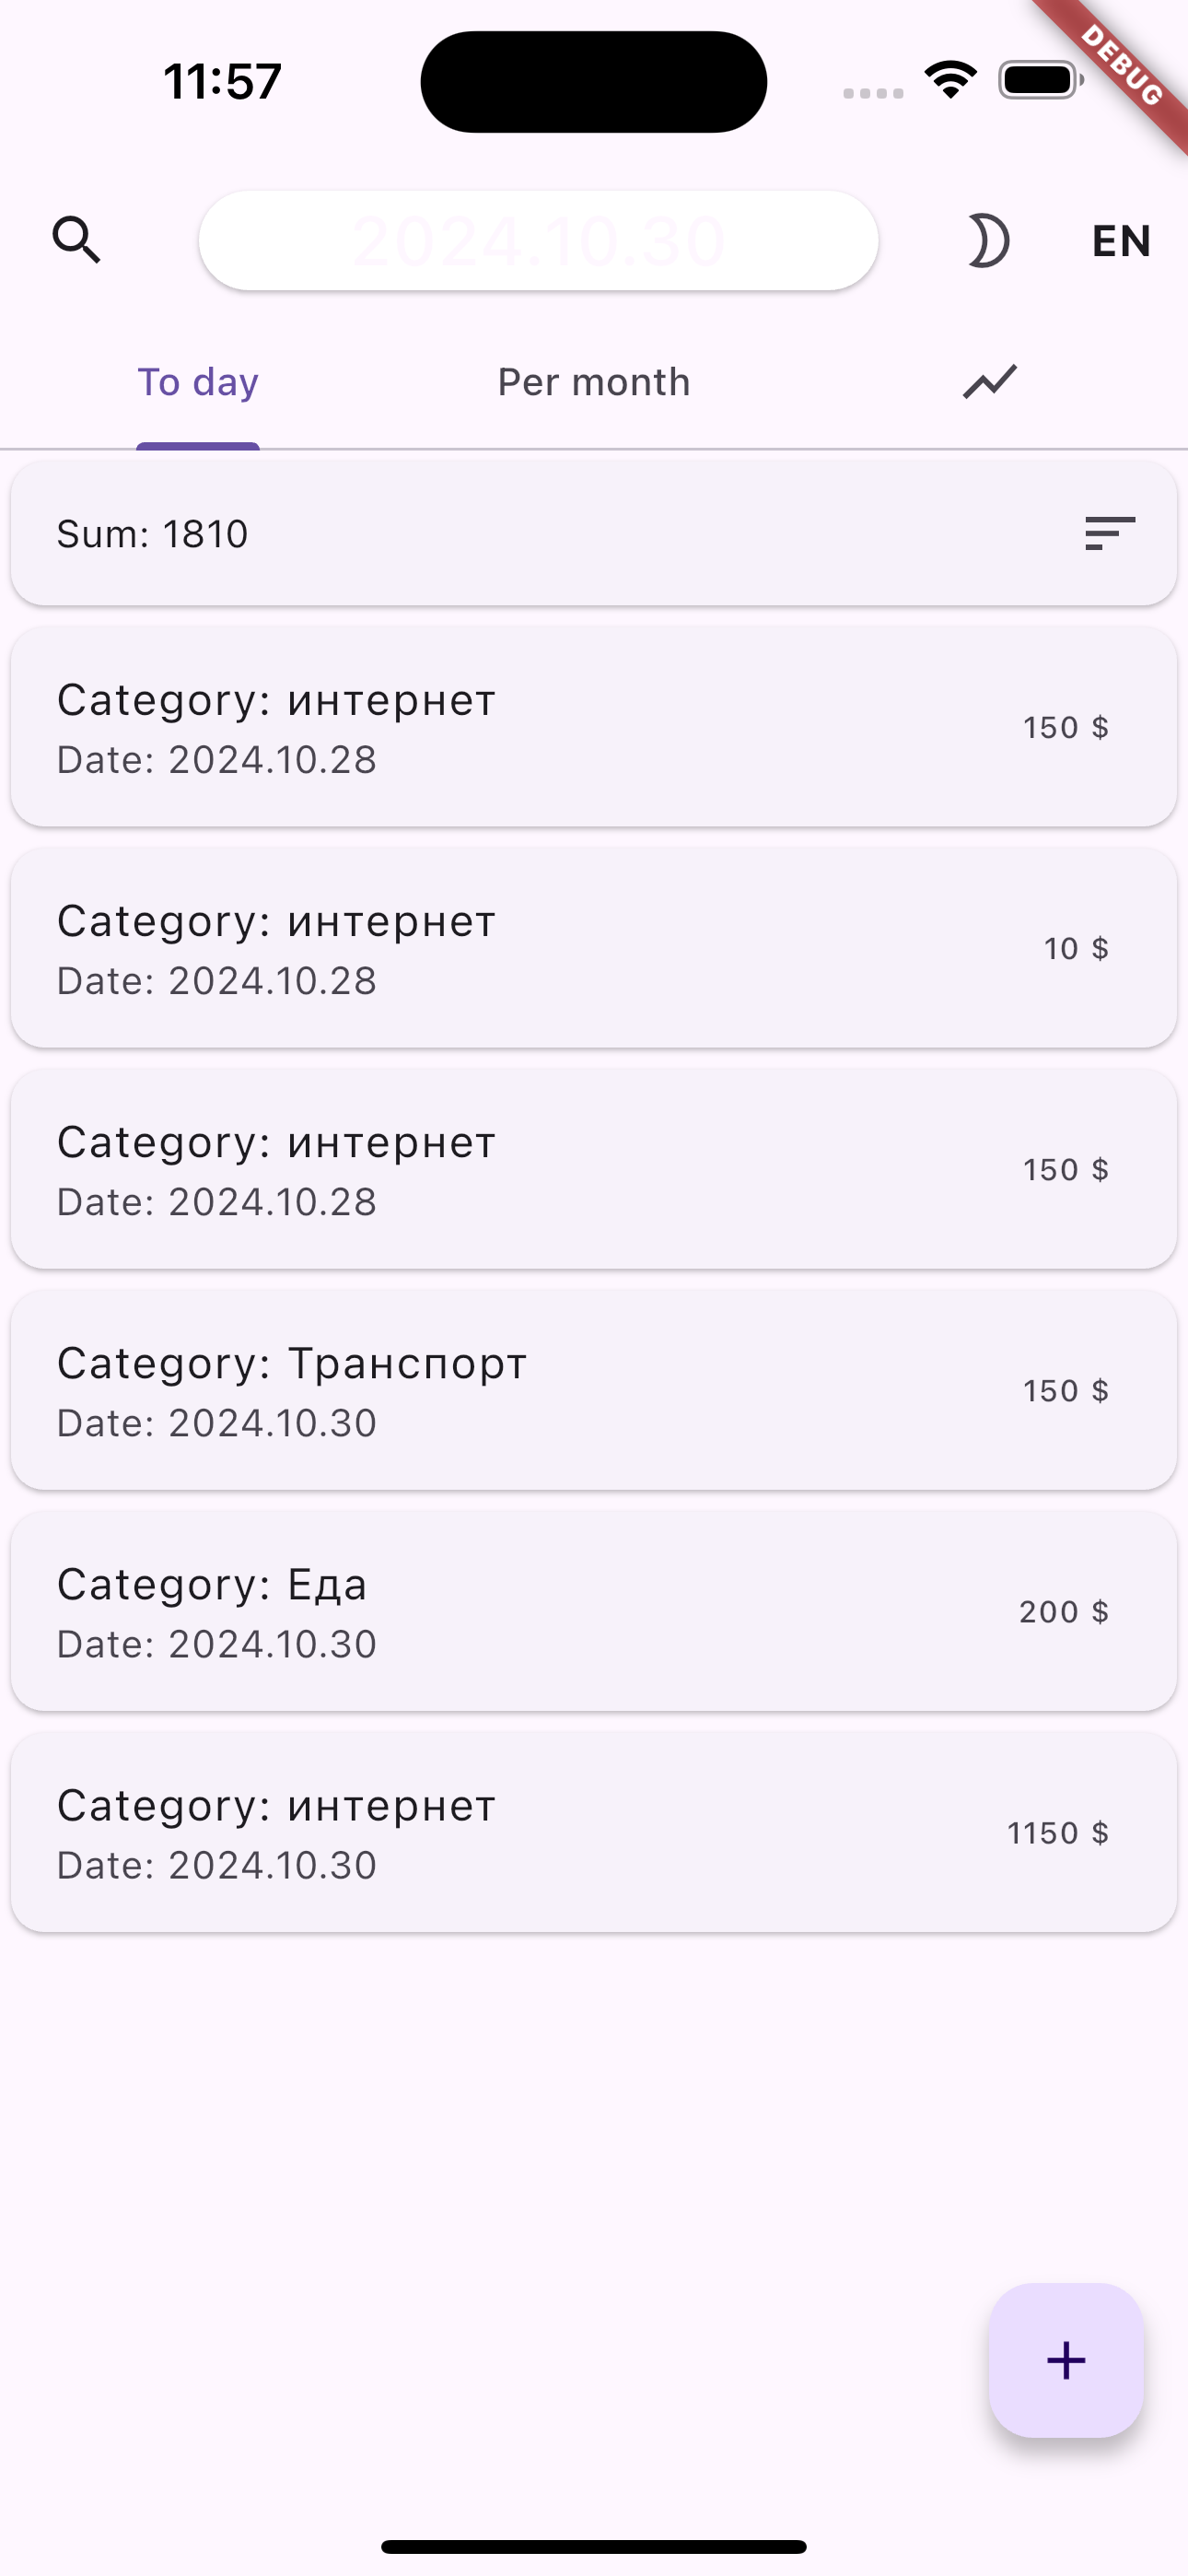 11:57
DEBUG
2024.10.30
EN
To day
Per month
Sum: 1810
Category: интернет
Date: 2024.10.28
150 $
Category: интернет
Date: 2024.10.28
10 $
Category: интернет
Date: 2024.10.28
150 $
Category: Транспорт
Date: 2024.10.30
150 $
Category: Еда
Date: 2024.10.30
200 $
Category: интернет
Date: 2024.10.30
1150 $